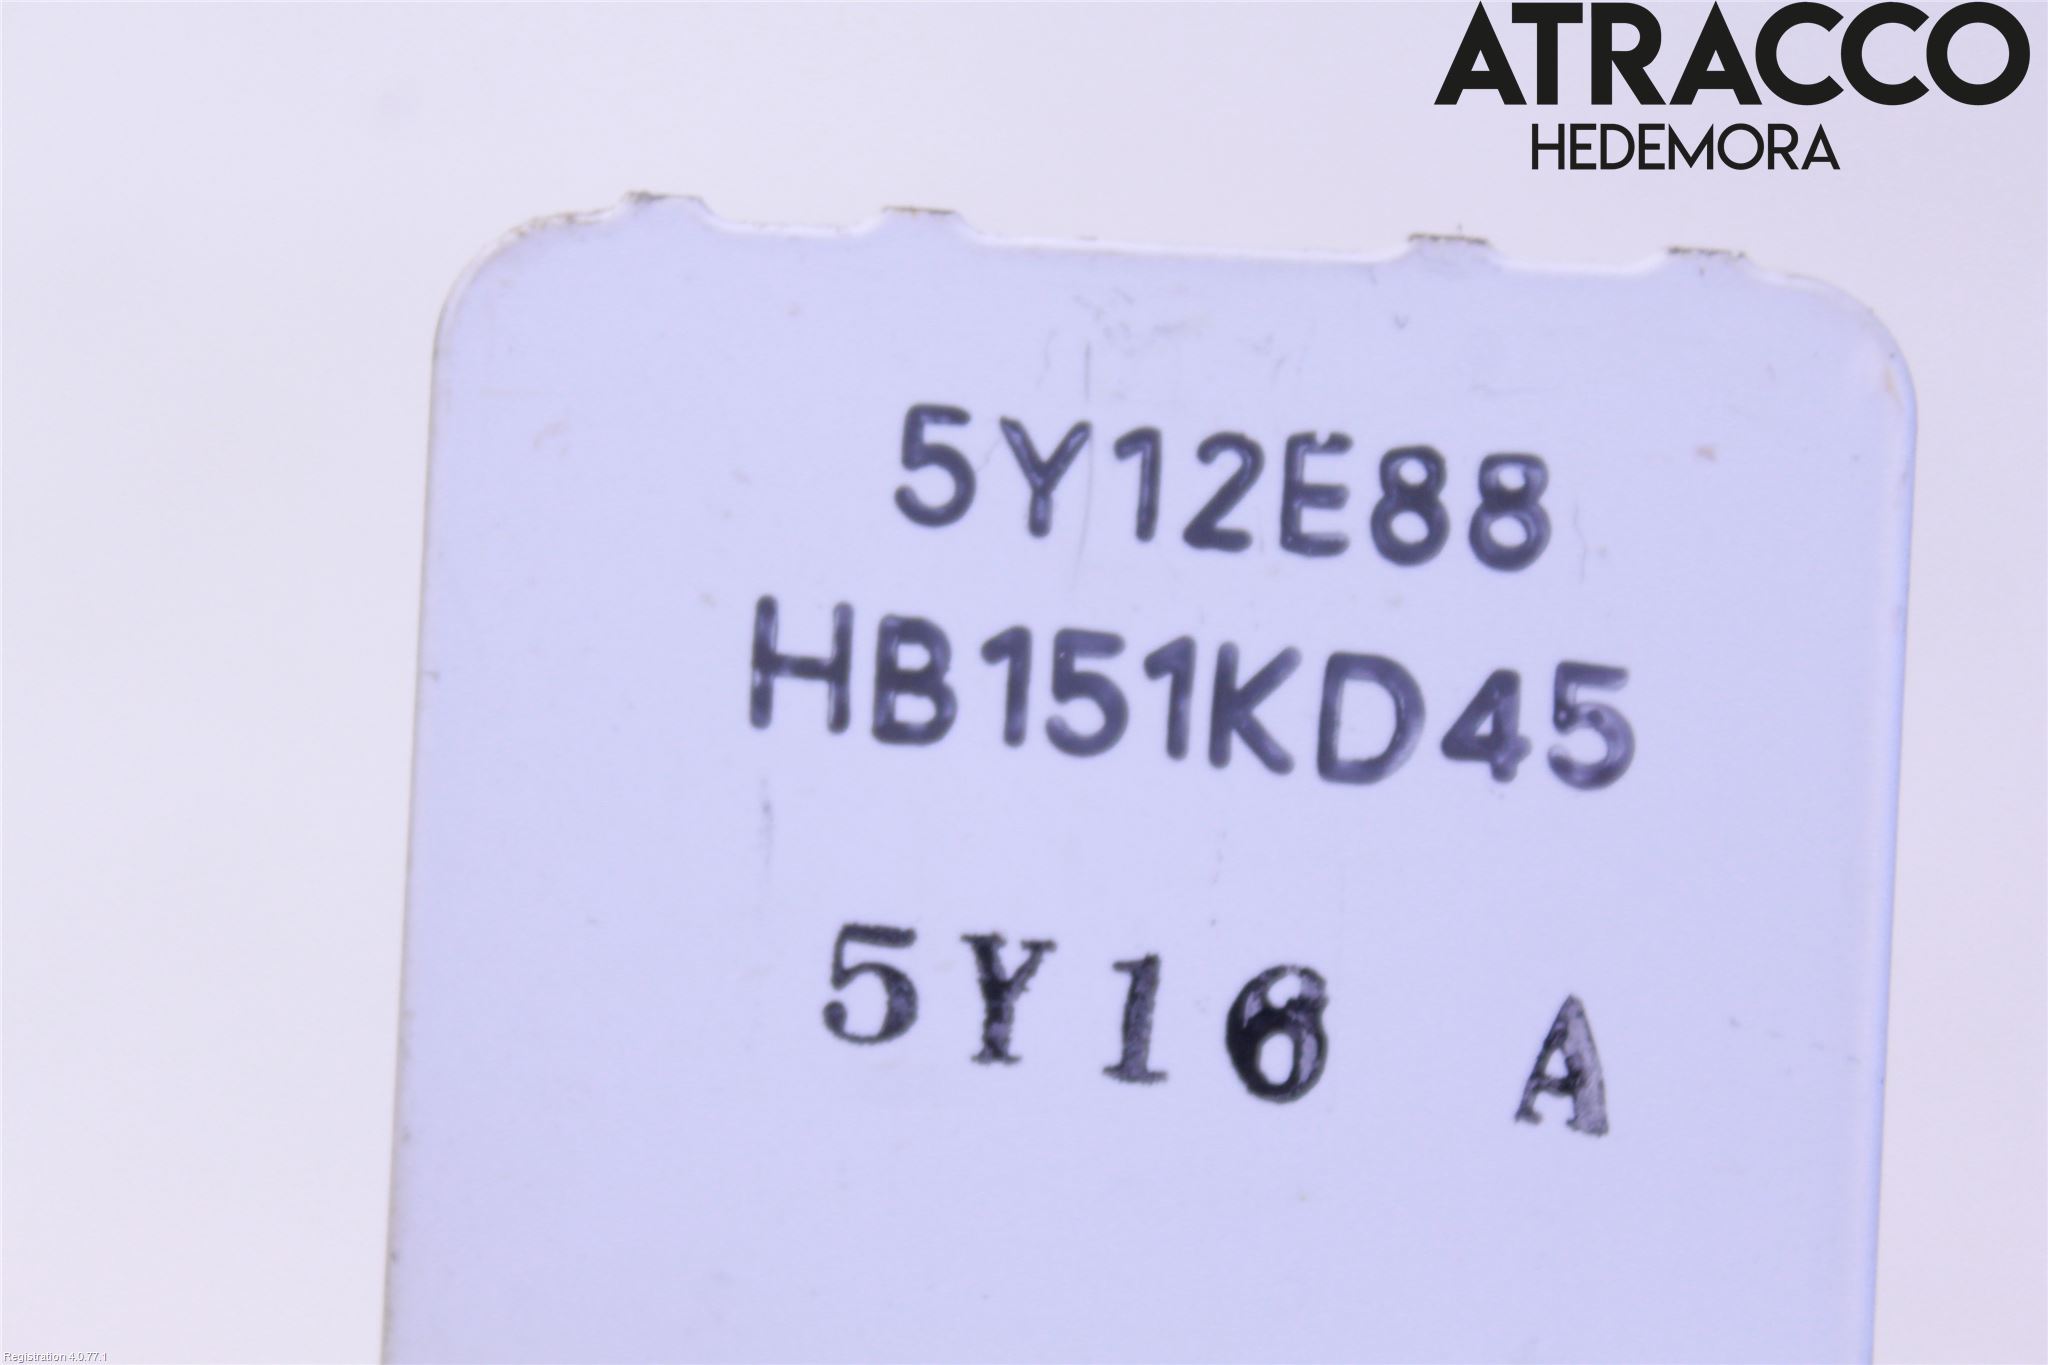 ATRACCO
HEDEMORA
5Y12E88
HB151KD45
5Y16 A
Registration 4.0.77.1